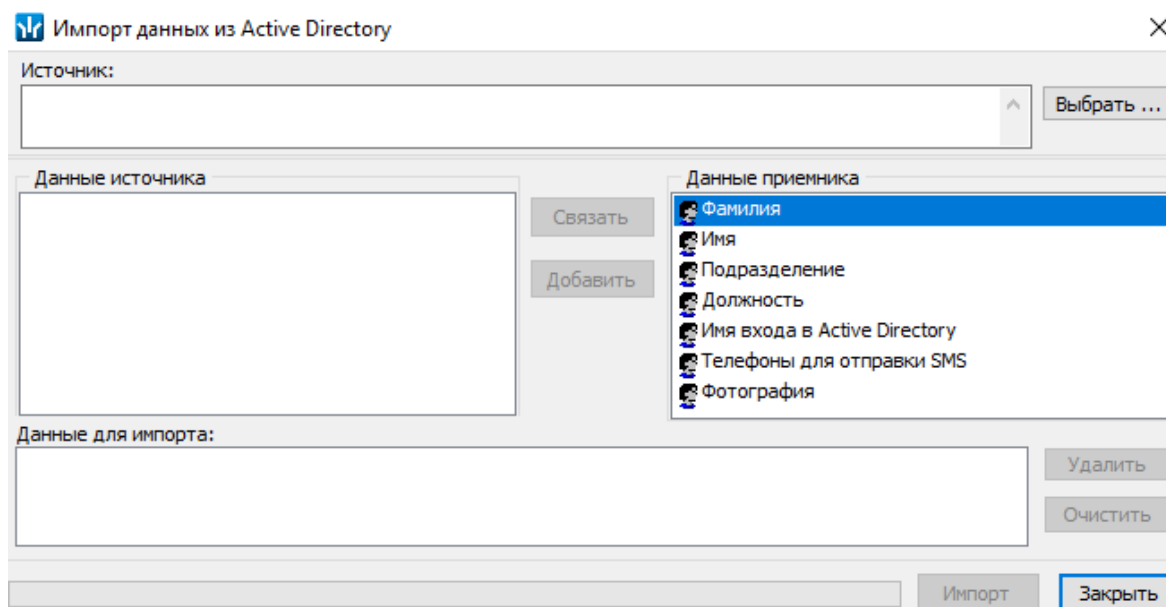 Импорт данных из Active Directory
Источник:
Выбрать ...
Данные источника
Данные приемника
Связать
Добавить
Фамилия
Имя
Подразделение
Должность
Имя входа в Active Directory
Телефоны для отправки SMS
Фотография
Данные для импорта:
Удалить
Очистить
Импорт
Закрыть